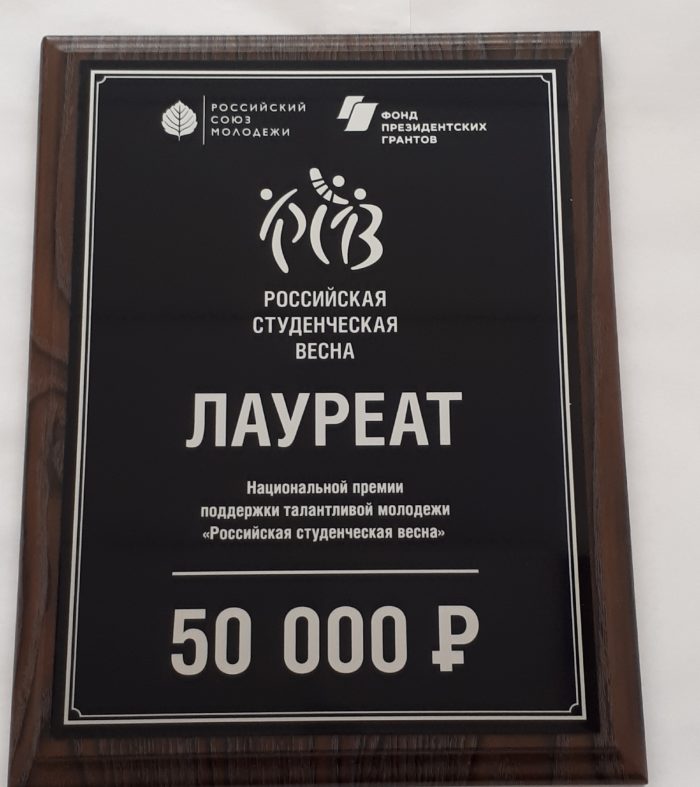 РОССИЙСКИЙ
СОЮЗ
МОЛОДЕЖИ
ФОНД
ПРЕЗИДЕНТСКИХ
ГРАНТОВ
РСВ
РОССИЙСКАЯ
СТУДЕНЧЕСКАЯ
ВЕСНА
ЛАУРЕАТ
Национальной премии
поддержки талантливой молодежи
«Российская студенческая весна»
50 000 ₽